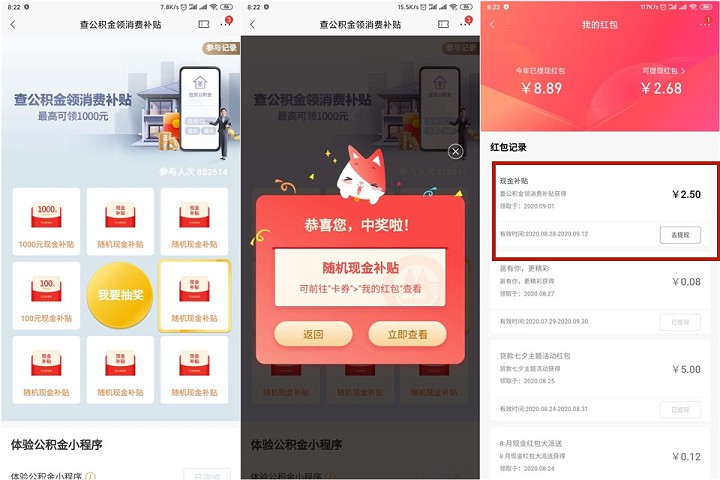 8:22
7.8K/s
查公积金领消费补贴
参与记录
查公积金领消费补贴
最高可领1000元
住房公积金
参与人次 852614
1000元
现金补贴
现金补贴
1000元现金补贴
随机现金补贴
随机现金补贴
100元
我要抽奖
现金补贴
100元现金补贴
随机现金补贴
现金补贴
现金补贴
现金补贴
随机现金补贴
随机现金补贴
随机现金补贴
体验公积金小程序
体验公积金小程序
已完成
8:22
15.5K/s
查公积金领消费补贴
参与记录
查公积金领消费补贴
最高可领1000元
恭喜您，中奖啦！
随机现金补贴
可前往"卡券">"我的红包"查看
返回
立即查看
随机现金补贴
随机现金补贴
随机现金补贴
体验公积金小程序
体验公积金小程序
已完成
8:22
117K/s
我的红包
今年已提现红包
可提现红包
￥8.89
￥2.68
红包记录
现金补贴
查公积金领消费补贴获得
领取于：2020.09.01
￥2.50
有效时间:2020.08.28-2020.09.12
去提现
有你，更精彩
有你，更精彩获得
领取于：2020.08.27
￥0.08
有效时间:2020.07.29-2020.09.30
已提现
贷款七夕主题活动红包
贷款七夕主题活动获得
领取于：2020.08.25
￥5.00
有效时间:2020.08.24-2020.08.31
已提现
8 月现金红包大派送
8 月现金红包大派送获得
领取于：2020.08.24
￥0.12